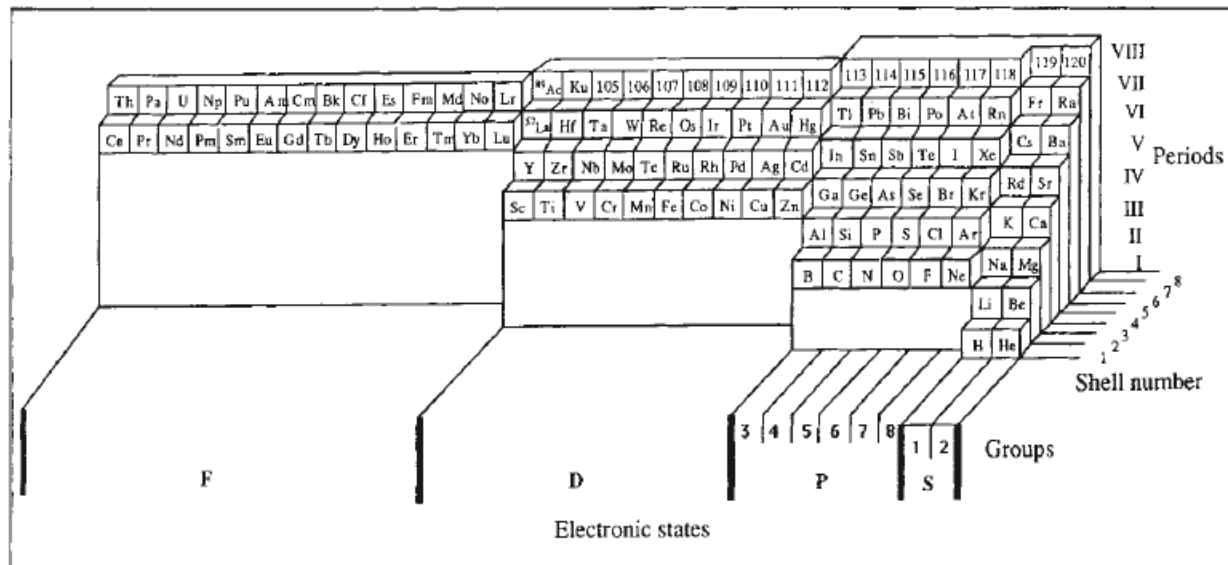 119 120 VIII
113 114 115 116 117 118 VII
Ac Ku 105 106 107 108 109 110 111 112 Fr Ra
Th Pa U Np Pu Am Cm Bk Cf Es Fm Md No Lr Tl Pb Bi Po At Rn VI
La Hf Ta W Re Os Ir Pt Au Hg Cs Ba V
Ce Pr Nd Pm Sm Eu Gd Tb Dy Ho Er Tm Yb Lu In Sn Sb Te I Xe Periods
Y Zr Nb Mo Tc Ru Rh Pd Ag Cd Rd Sr IV
Ga Ge As Se Br Kr III
Sc Ti V Cr Mn Fe Co Ni Cu Zn K Ca
Al Si P S Cl Ar II
Na Mg I
B C N O F Ne
Li Be
H He
1 2 3 4 5 6 7 8
Shell number
3 4 5 6 7 8 1 2 Groups
F D P S
Electronic states